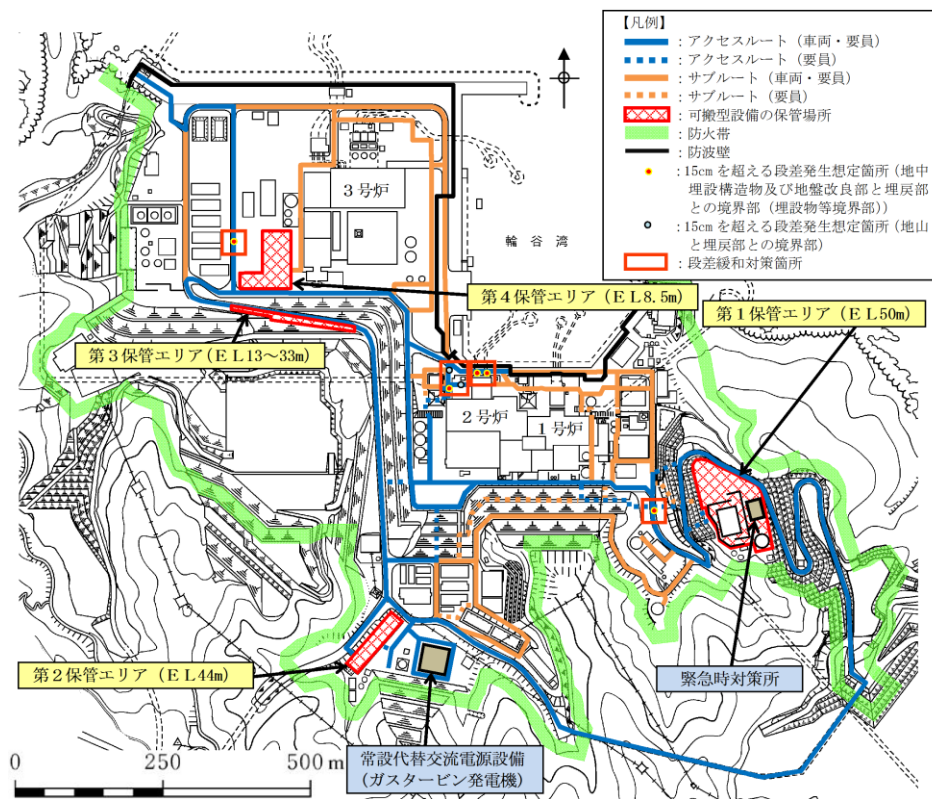 【凡例】
：アクセスルート（車両・要員）
：アクセスルート（要員）
：サブルート（車両・要員）
：サブルート（要員）
：可搬型設備の保管場所
：防火帯
：防波壁
：15cmを超える段差発生想定箇所（地中
埋設構造物及び地盤改良部と埋戻部
との境界部（埋設物等境界部））
：15cmを超える段差発生想定箇所（地山
と埋戻部との境界部）
：段差緩和対策箇所
３号炉
輪谷湾
第４保管エリア（ＥＬ8.5m）
第１保管エリア（ＥＬ50m）
第３保管エリア（ＥＬ13～33m）
２号炉
１号炉
第２保管エリア（ＥＬ44m）
緊急時対策所
常設代替交流電源設備
（ガスタービン発電機）
0 250 500 m